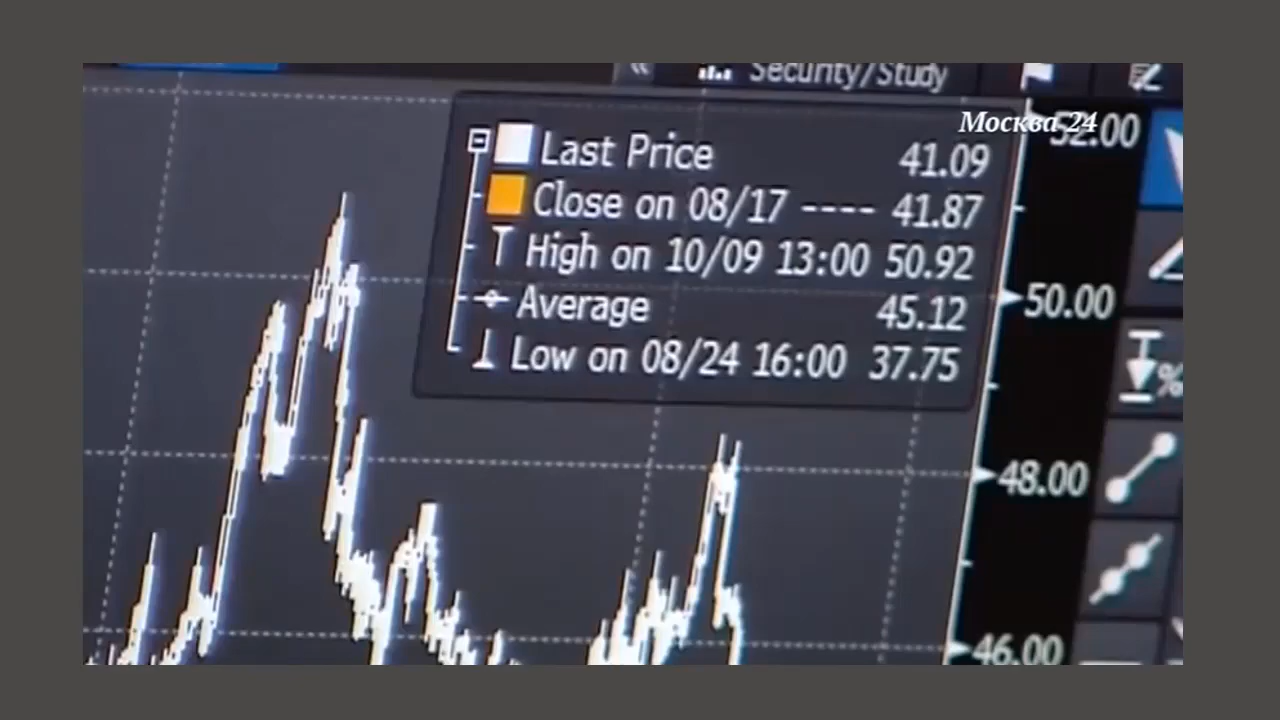 Security/Study
Москва 24
52.00
Last Price 41.09
Close on 08/17 ---- 41.87
High on 10/09 13:00 50.92
Average 45.12
Low on 08/24 16:00 37.75
50.00
%
48.00
46.00